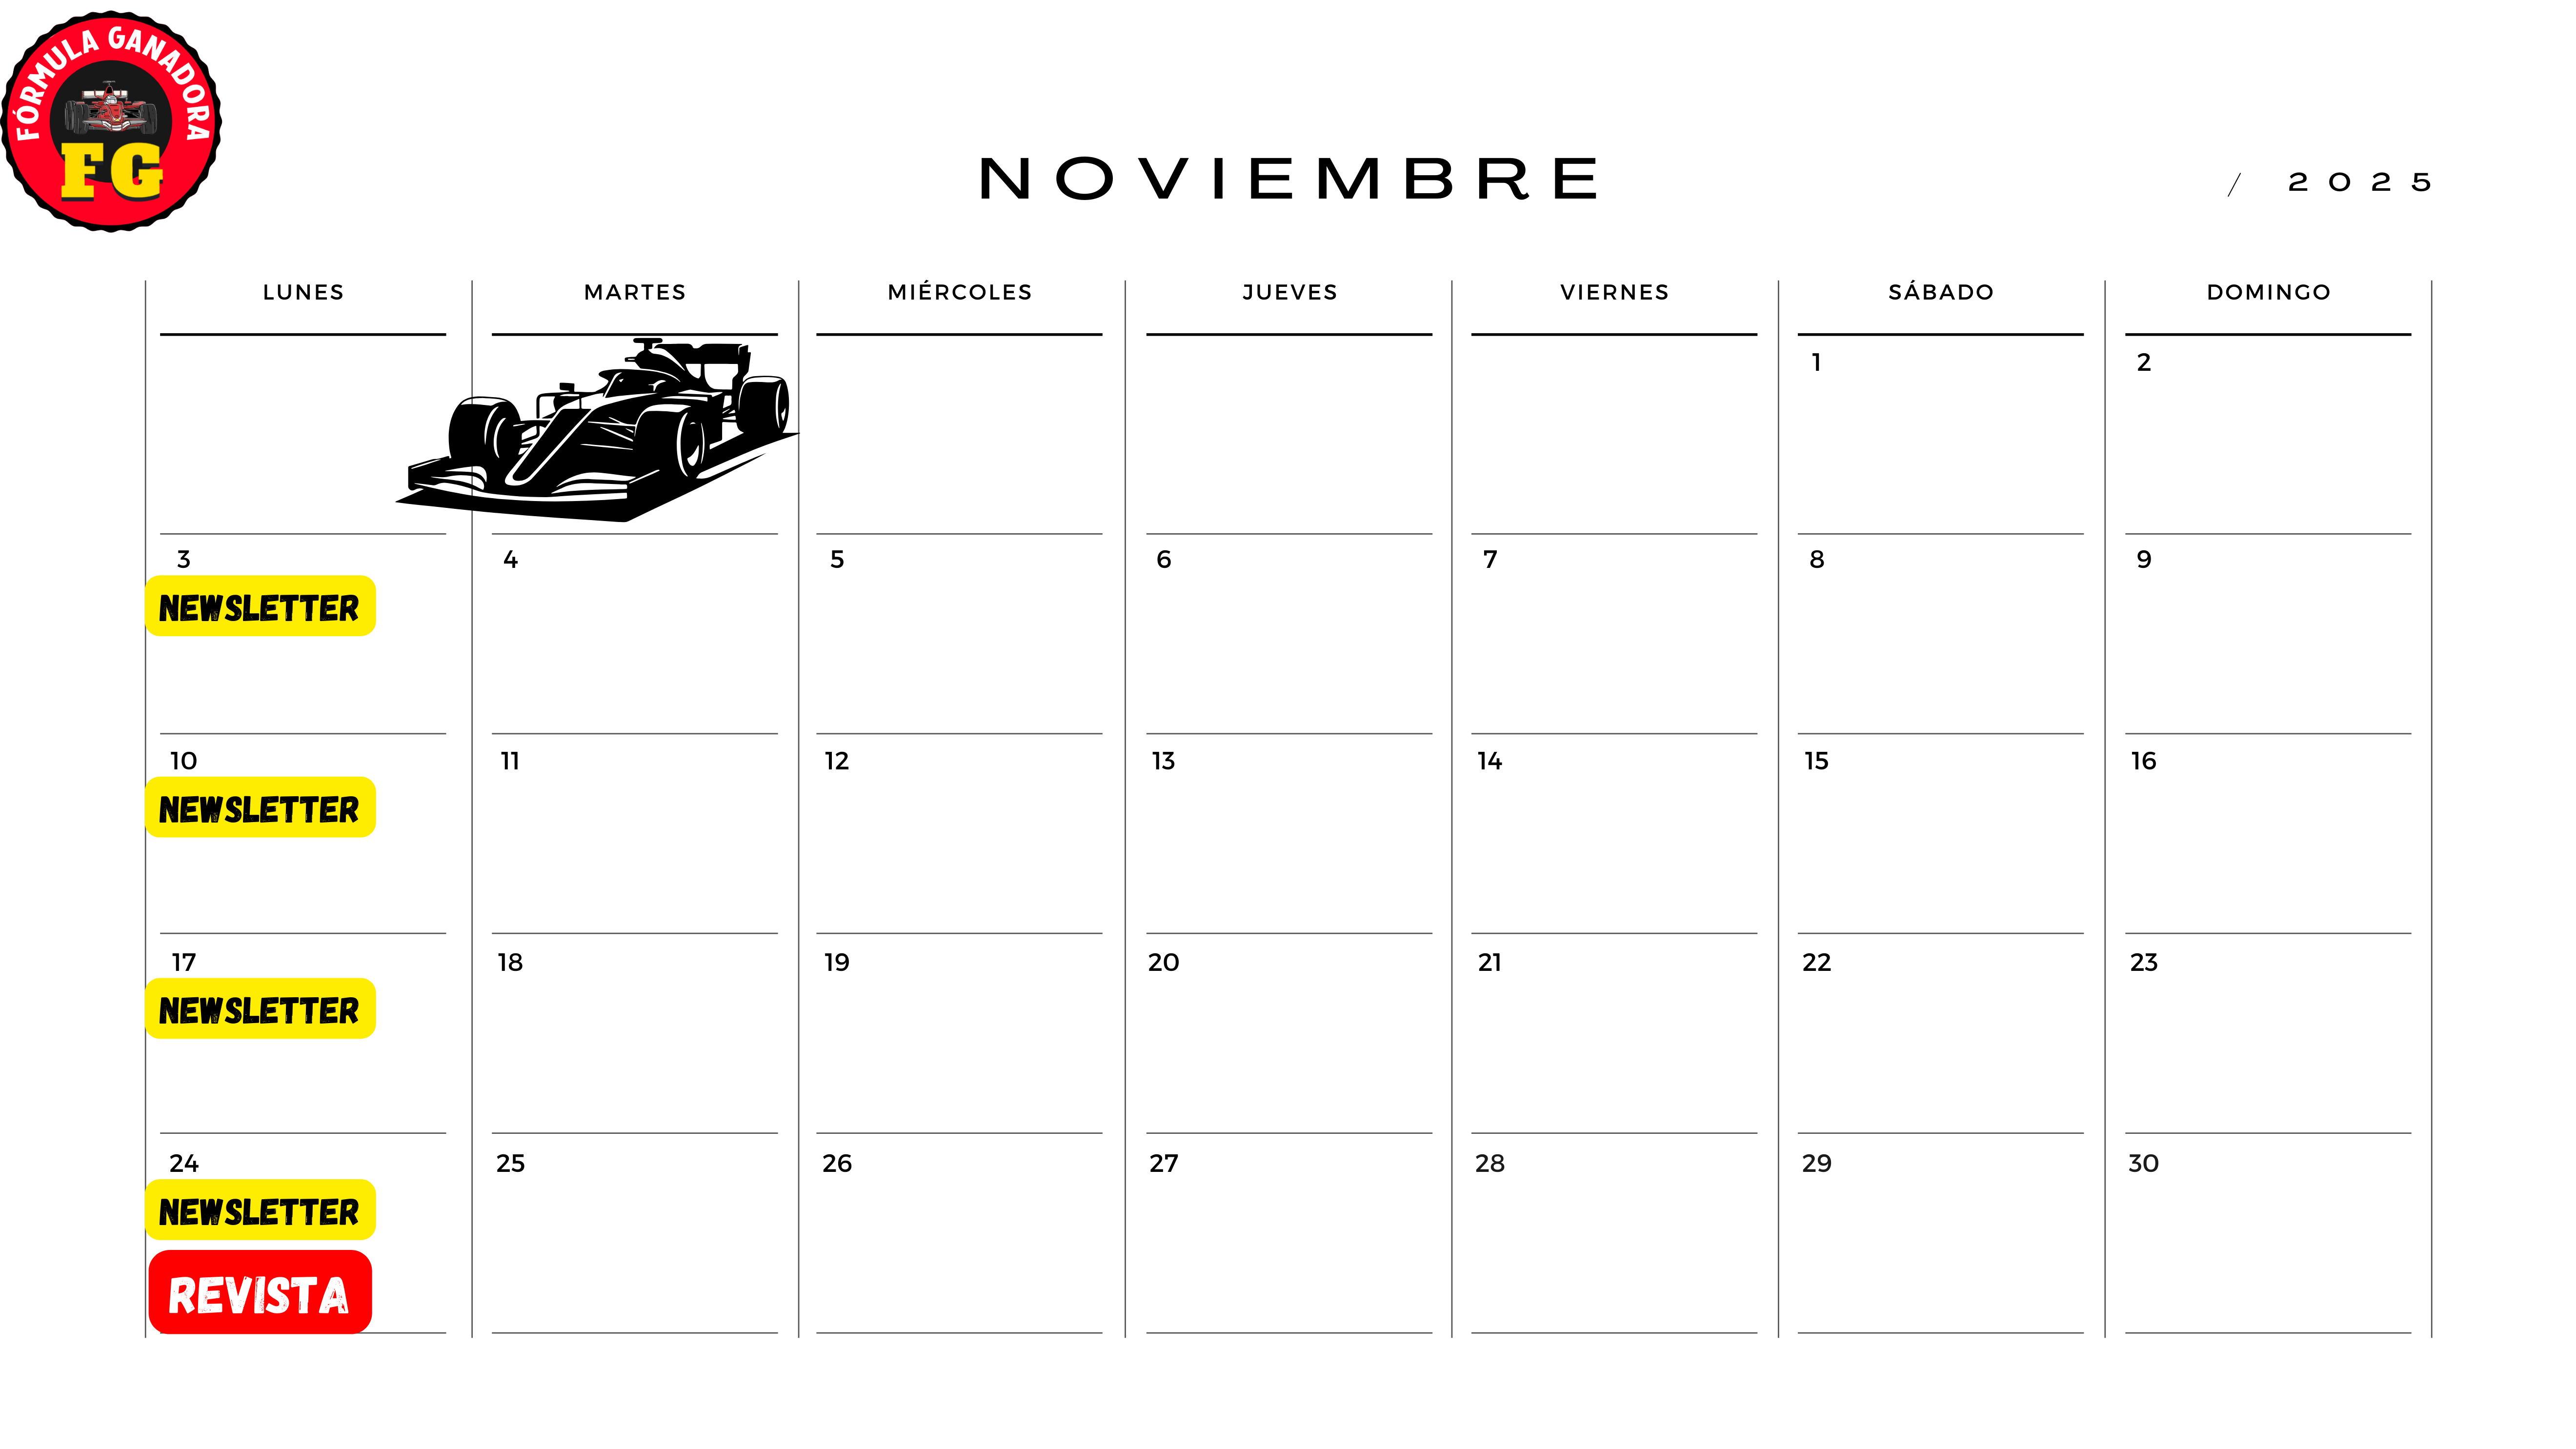 FÓRMULA GANADORA
FG
NOVIEMBRE
/ 2025
LUNES MARTES MIÉRCOLES JUEVES VIERNES SÁBADO DOMINGO
1 2
3 4 5 6 7 8 9
NEWSLETTER
10 11 12 13 14 15 16
NEWSLETTER
17 18 19 20 21 22 23
NEWSLETTER
24 25 26 27 28 29 30
NEWSLETTER
REVISTA